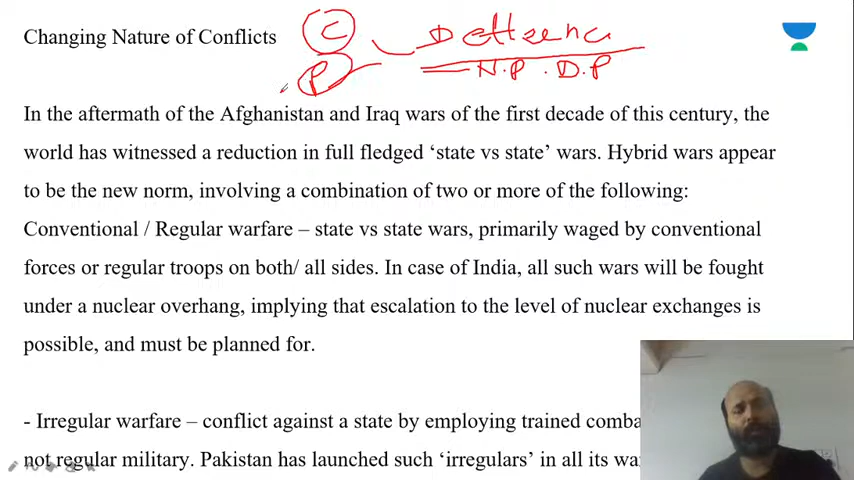 Changing Nature of Conflicts C Detterna
P N.P. D.P
In the aftermath of the Afghanistan and Iraq wars of the first decade of this century, the
world has witnessed a reduction in full fledged ‘state vs state’ wars. Hybrid wars appear
to be the new norm, involving a combination of two or more of the following:
Conventional / Regular warfare – state vs state wars, primarily waged by conventional
forces or regular troops on both/ all sides. In case of India, all such wars will be fought
under a nuclear overhang, implying that escalation to the level of nuclear exchanges is
possible, and must be planned for.
- Irregular warfare – conflict against a state by employing trained comba
not regular military. Pakistan has launched such ‘irregulars’ in all its wa